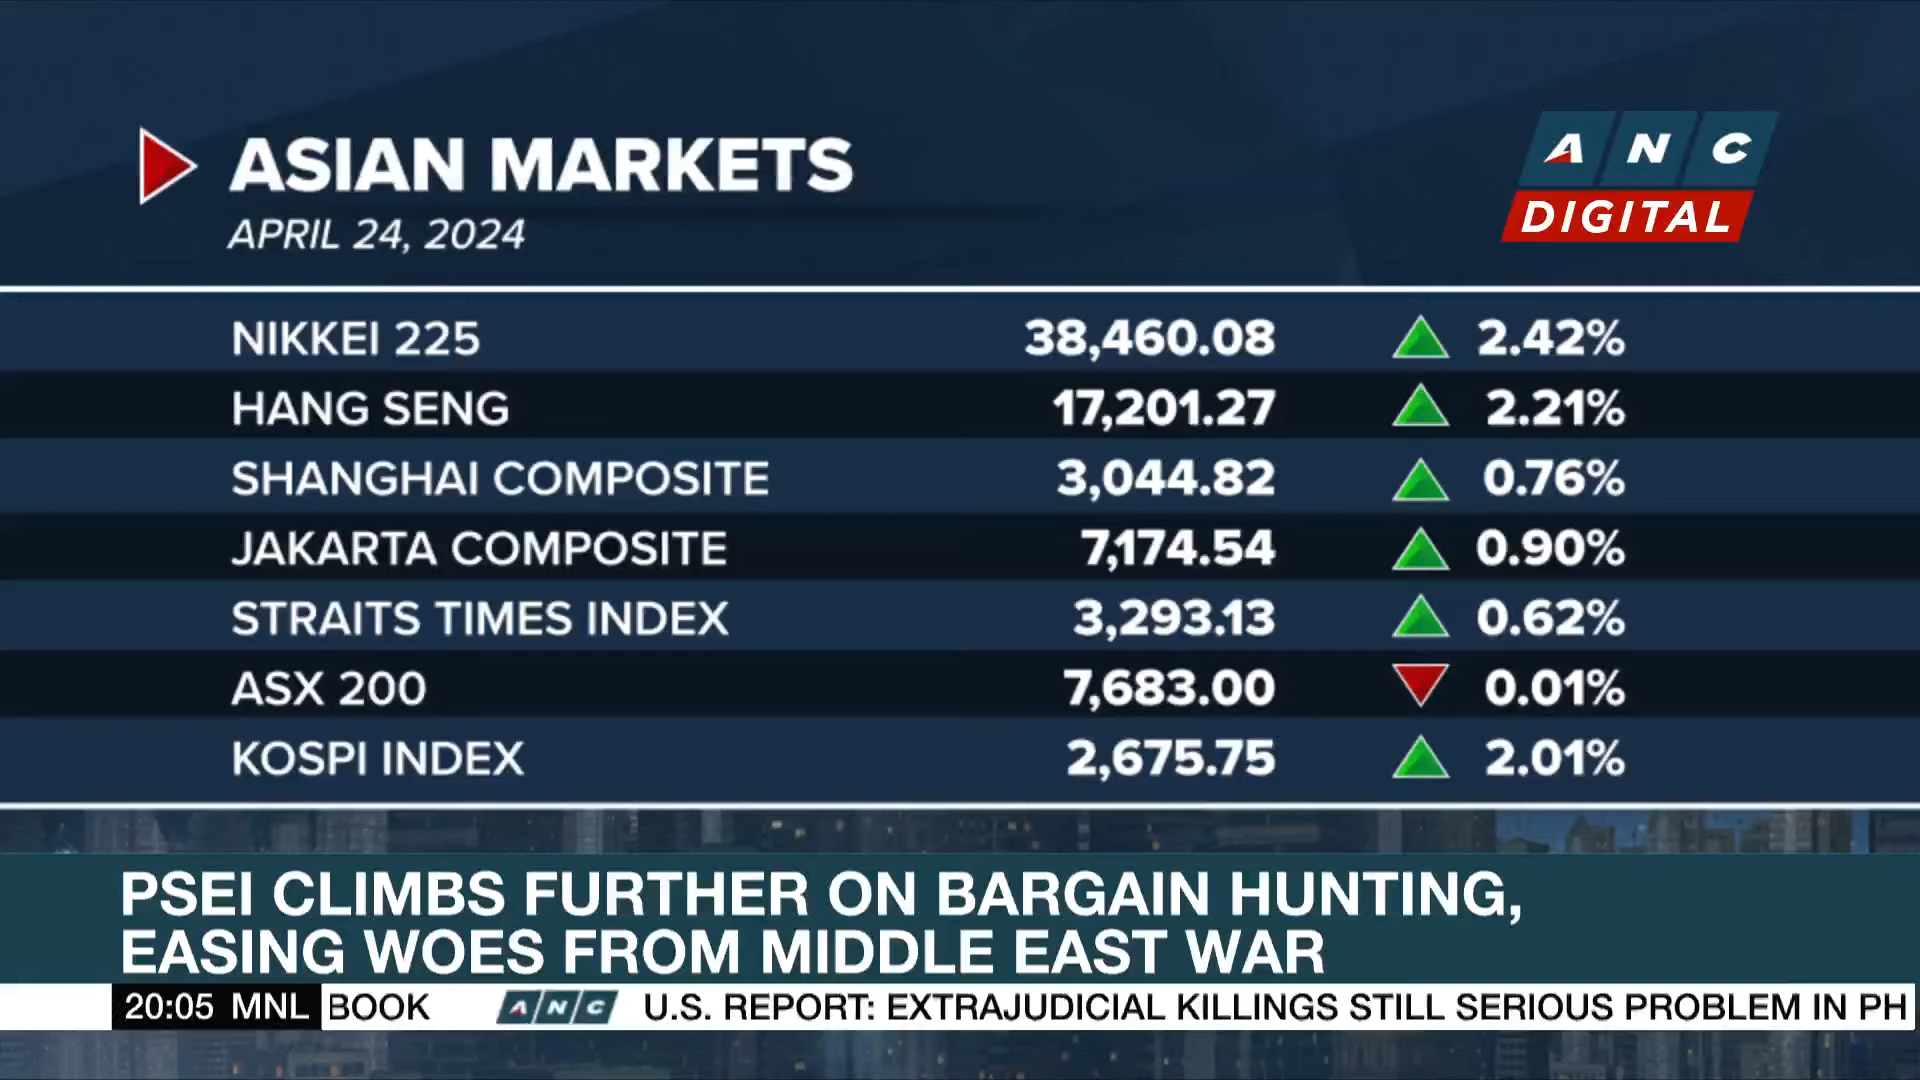 ASIAN MARKETS
APRIL 24, 2024
A N C
DIGITAL
NIKKEI 225 38,460.08 2.42%
HANG SENG 17,201.27 2.21%
SHANGHAI COMPOSITE 3,044.82 0.76%
JAKARTA COMPOSITE 7,174.54 0.90%
STRAITS TIMES INDEX 3,293.13 0.62%
ASX 200 7,683.00 0.01%
KOSPI INDEX 2,675.75 2.01%
PSEI CLIMBS FURTHER ON BARGAIN HUNTING,
EASING WOES FROM MIDDLE EAST WAR
20:05 MNL BOOK ANC U.S. REPORT: EXTRAJUDICIAL KILLINGS STILL SERIOUS PROBLEM IN PH